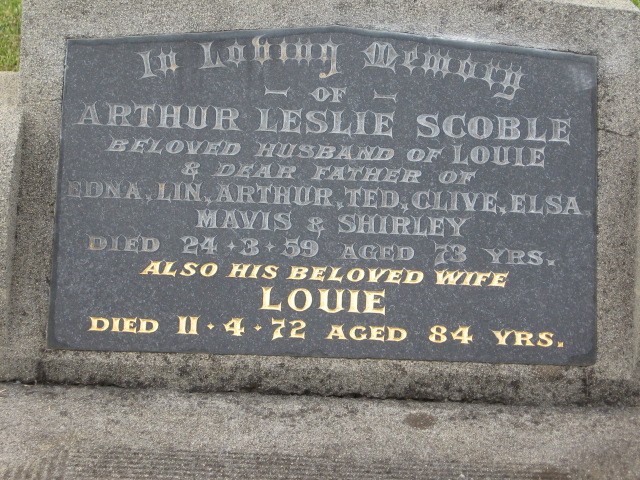 In Loving Memory
— OF —
ARTHUR LESLIE SCOBLE
BELOVED HUSBAND OF LOUIE
& DEAR FATHER OF
EDNA, LIN, ARTHUR, TED, CLIVE, ELSA
MAVIS & SHIRLEY
DIED 24·3·59 AGED 73 YRS.
ALSO HIS BELOVED WIFE
LOUIE
DIED 11·4·72 AGED 84 YRS.